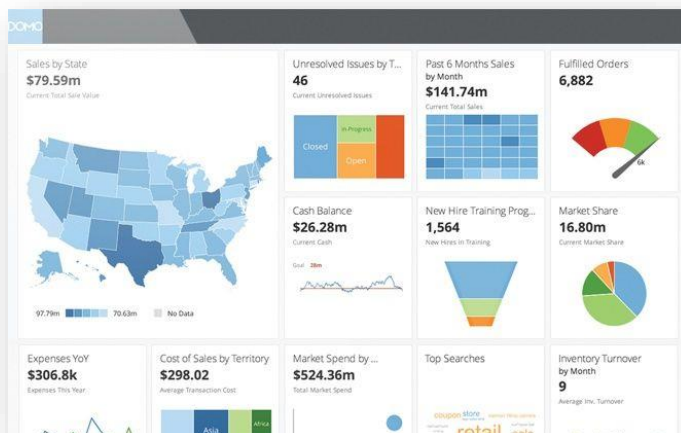 DOMO
Sales by State
$79.59m
Current Total Sale Value
97.79m
70.63m
No Data
Unresolved Issues by T...
46
Current Unresolved Issues
Closed
In-Progress
Open
Past 6 Months Sales
by Month
$141.74m
Current Total Sales
Fulfilled Orders
6,882
6k
Cash Balance
$26.28m
Current Cash
Goal 28m
New Hire Training Prog...
1,564
New Hires in Training
Market Share
16.80m
Current Market Share
Expenses YoY
$306.8k
Expenses This Year
Cost of Sales by Territory
$298.02
Average Transaction Cost
Asia
Africa
Market Spend by ...
$524.36m
Total Market Spend
Top Searches
coupon store
retail
Inventory Turnover
by Month
9
Average Inv. Turnover